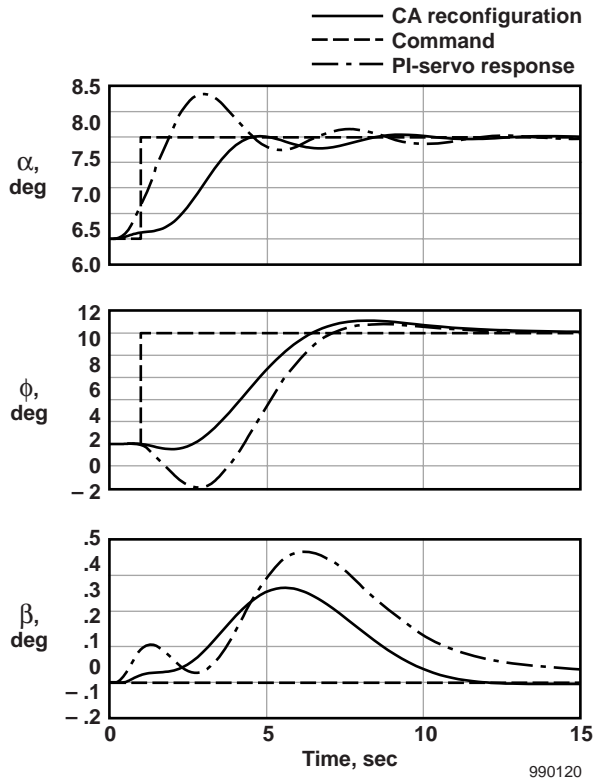 CA reconfiguration
Command
PI-servo response
8.5
8.0
7.5
7.0
6.5
6.0
α,
deg
12
10
8
6
4
2
0
– 2
ϕ,
deg
.5
.4
.3
.2
.1
0
– .1
– .2
β,
deg
0
5
10
15
Time, sec
990120